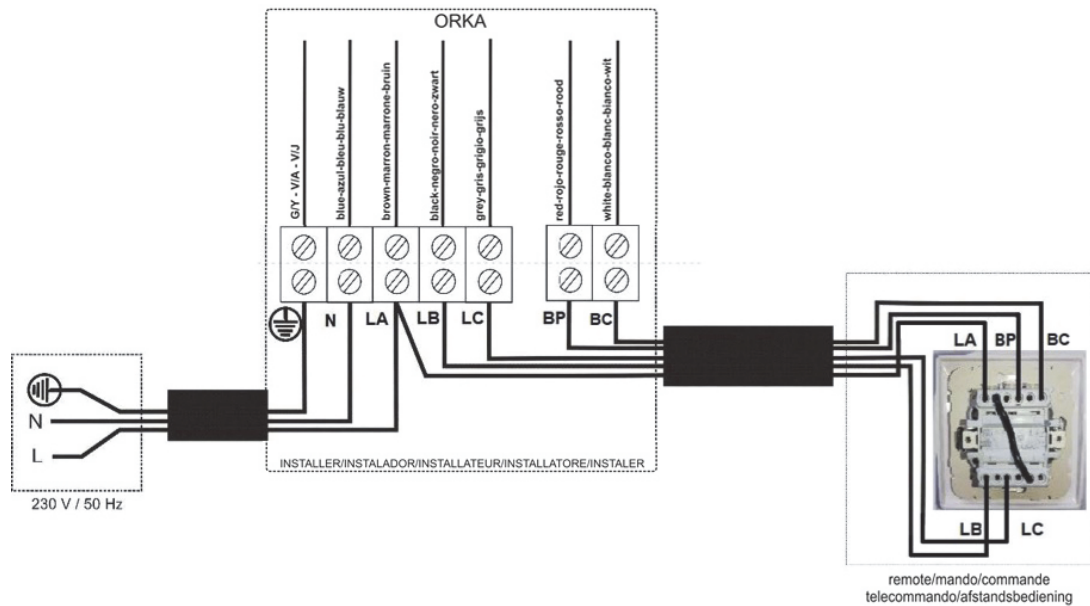 ORKA
G/Y - V/A - V/J
blue-azul-bleu-blu-blauw
brown-marron-marrone-bruin
black-negro-noir-nero-zwart
grey-gris-grigio-grijs
red-rojo-rouge-rosso-rood
white-blanco-blanc-bianco-wit
N
LA
LB
LC
BP
BC
LA
BP
BC
N
L
INSTALLER/INSTALADOR/INSTALLATEUR/INSTALLATORE/INSTALER
230 V / 50 Hz
LB
LC
remote/mando/commande
telecommando/afstandsbediening